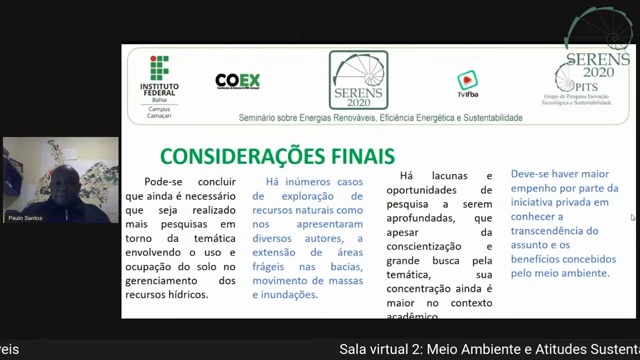 SERENS
2020
INSTITUTO
FEDERAL
Bahia
Campus
Camaçari
COEX
SERENS
2020
TV Ifba
PITS
Grupo de Pesquisa Inovação
Tecnológica e Sustentabilidade
Seminário sobre Energias Renováveis, Eficiência Energética e Sustentabilidade
CONSIDERAÇÕES FINAIS
Pode-se concluir
que ainda é necessário
que seja realizado
mais pesquisas em
torno da temática
envolvendo o uso e
ocupação do solo no
gerenciamento dos
recursos hídricos.
Há inúmeros casos
de exploração de
recursos naturais como
nos apresentaram
diversos autores, a
extensão de áreas
frágeis nas bacias,
movimento de massas
e inundações.
Há lacunas e
oportunidades de
pesquisa a serem
aprofundadas, que
apesar da
conscientização e
grande busca pela
temática, sua
concentração ainda é
maior no contexto
acadêmico.
Deve-se haver maior
empenho por parte da
iniciativa privada em
conhecer a
transcendência do
assunto e os
benefícios concebidos
pelo meio ambiente.
Paulo Santos
veis
Sala virtual 2: Meio Ambiente e Atitudes Sustenta